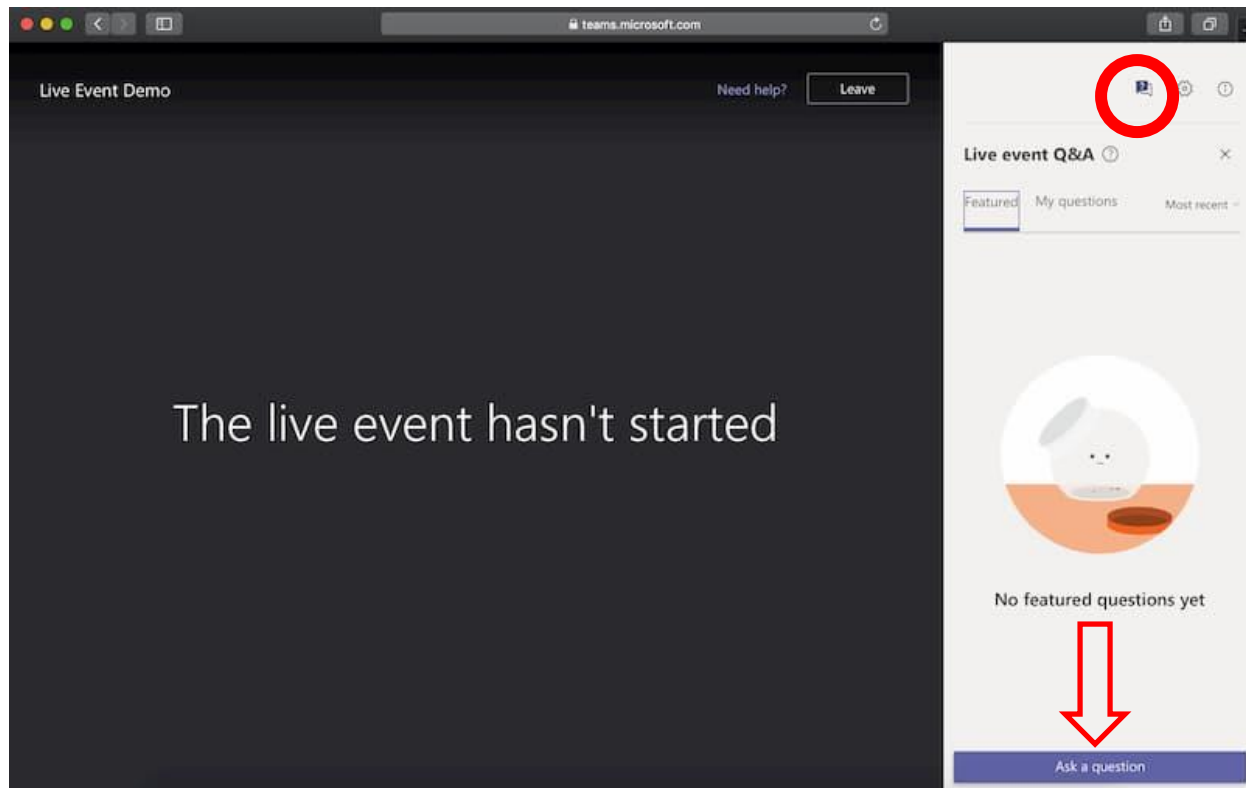 teams.microsoft.com
Live Event Demo
Need help?
Leave
Live event Q&A
Featured
My questions
Most recent
The live event hasn't started
No featured questions yet
Ask a question